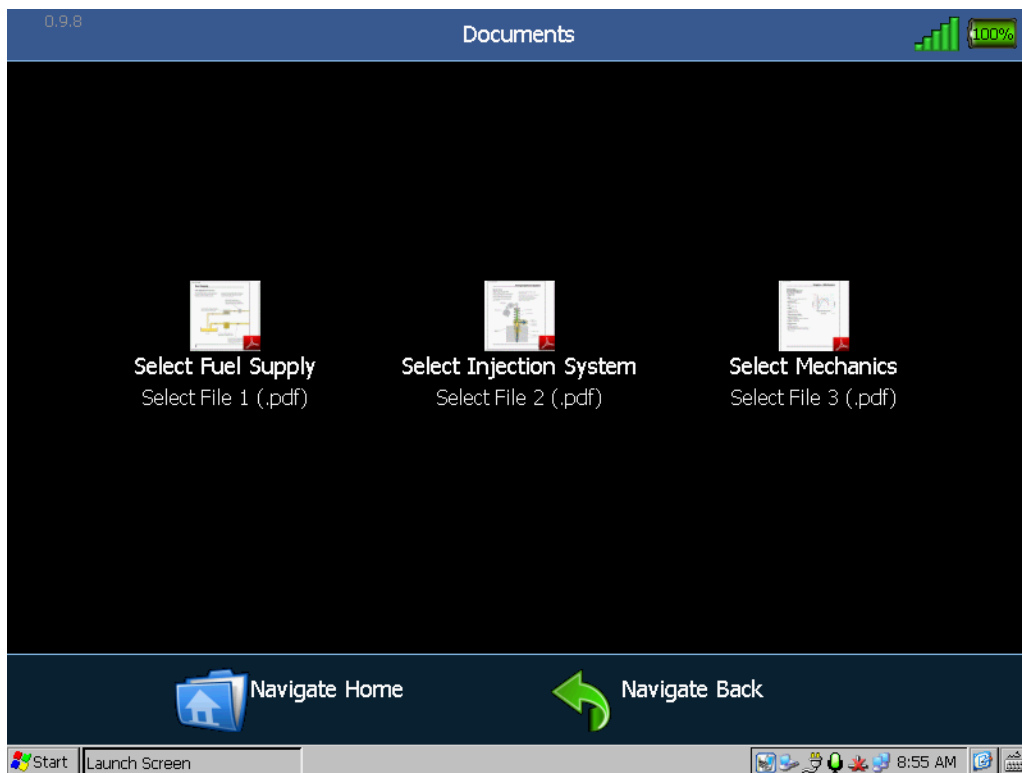 0.9.8
Documents
100%
Select Fuel Supply
Select File 1 (.pdf)
Select Injection System
Select File 2 (.pdf)
Select Mechanics
Select File 3 (.pdf)
Navigate Home
Navigate Back
Start
Launch Screen
8:55 AM